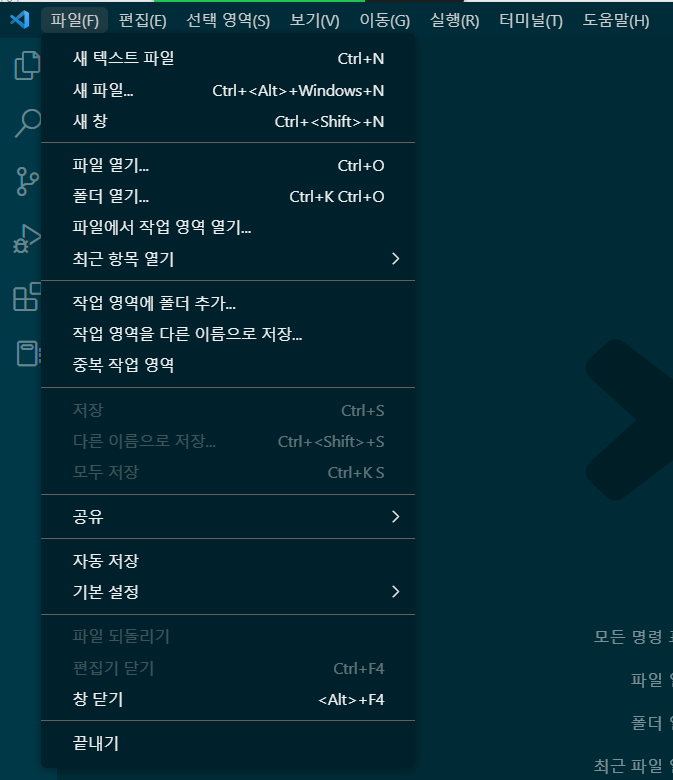 파일(F) 편집(E) 선택 영역(S) 보기(V) 이동(G) 실행(R) 터미널(T) 도움말(H)
새 텍스트 파일 Ctrl+N
새 파일... Ctrl+<Alt>+Windows+N
새 창 Ctrl+<Shift>+N
파일 열기... Ctrl+O
폴더 열기... Ctrl+K Ctrl+O
파일에서 작업 영역 열기...
최근 항목 열기
작업 영역에 폴더 추가...
작업 영역을 다른 이름으로 저장...
중복 작업 영역
저장 Ctrl+S
다른 이름으로 저장... Ctrl+<Shift>+S
모두 저장 Ctrl+K S
공유
자동 저장
기본 설정
파일 되돌리기
편집기 닫기 Ctrl+F4
창 닫기 <Alt>+F4
끝내기
모든 명령
파일
폴더
최근 파일